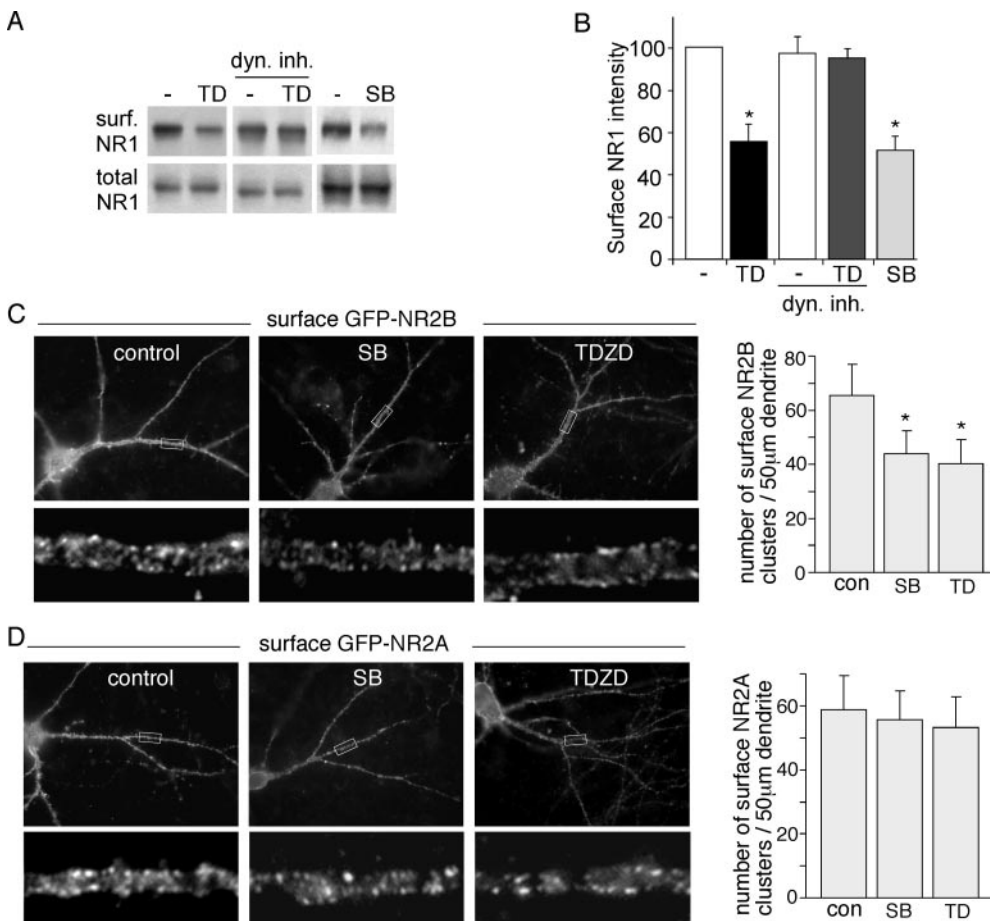 A
dyn. inh.
- TD - TD - SB
surf.
NR1
total
NR1
B
Surface NR1 intensity
100
80
60
40
20
0
* *
- TD - TD SB
dyn. inh.
C
surface GFP-NR2B
control SB TDZD
number of surface NR2B
clusters / 50µm dendrite
80
60
40
20
0
* *
con SB TD
D
surface GFP-NR2A
control SB TDZD
number of surface NR2A
clusters / 50µm dendrite
60
40
20
0
con SB TD